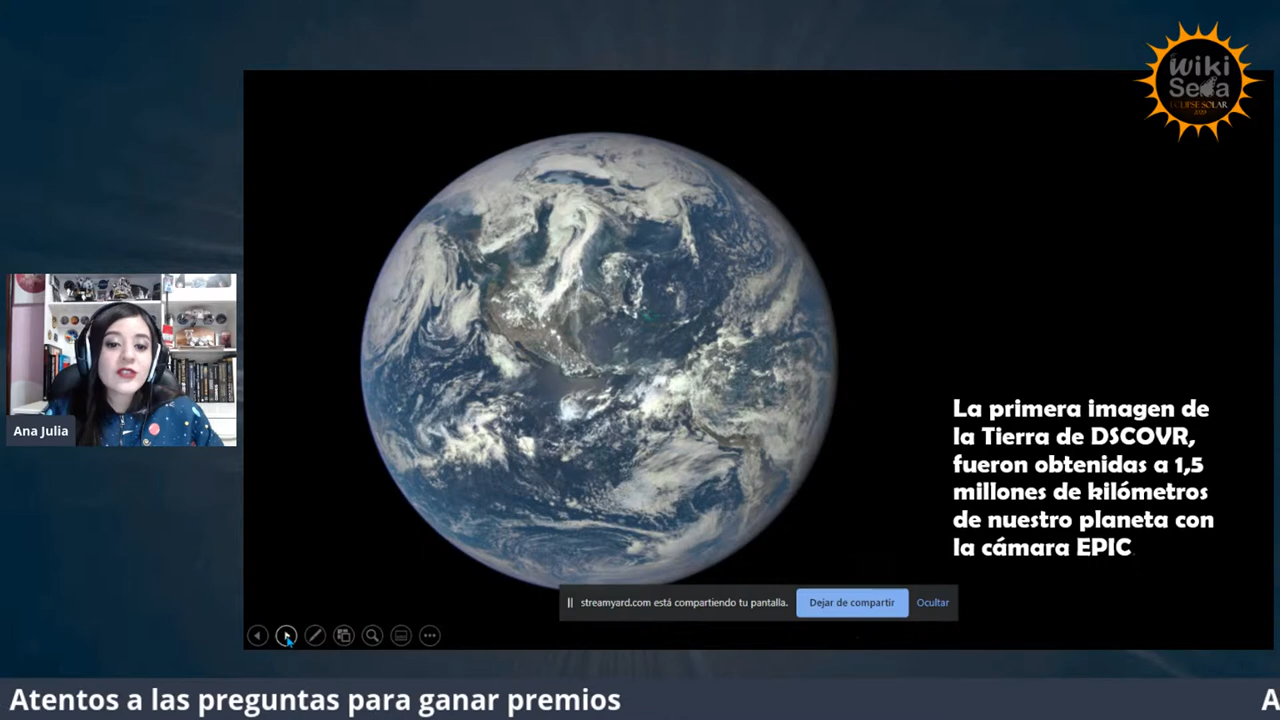 wiki
Seda
ECLIPSE SOLAR
La primera imagen de
la Tierra de DSCOVR,
fueron obtenidas a 1,5
millones de kilómetros
de nuestro planeta con
la cámara EPIC
Ana Julia
streamyard.com está compartiendo tu pantalla.
Dejar de compartir
Ocultar
Atentos a las preguntas para ganar premios
A